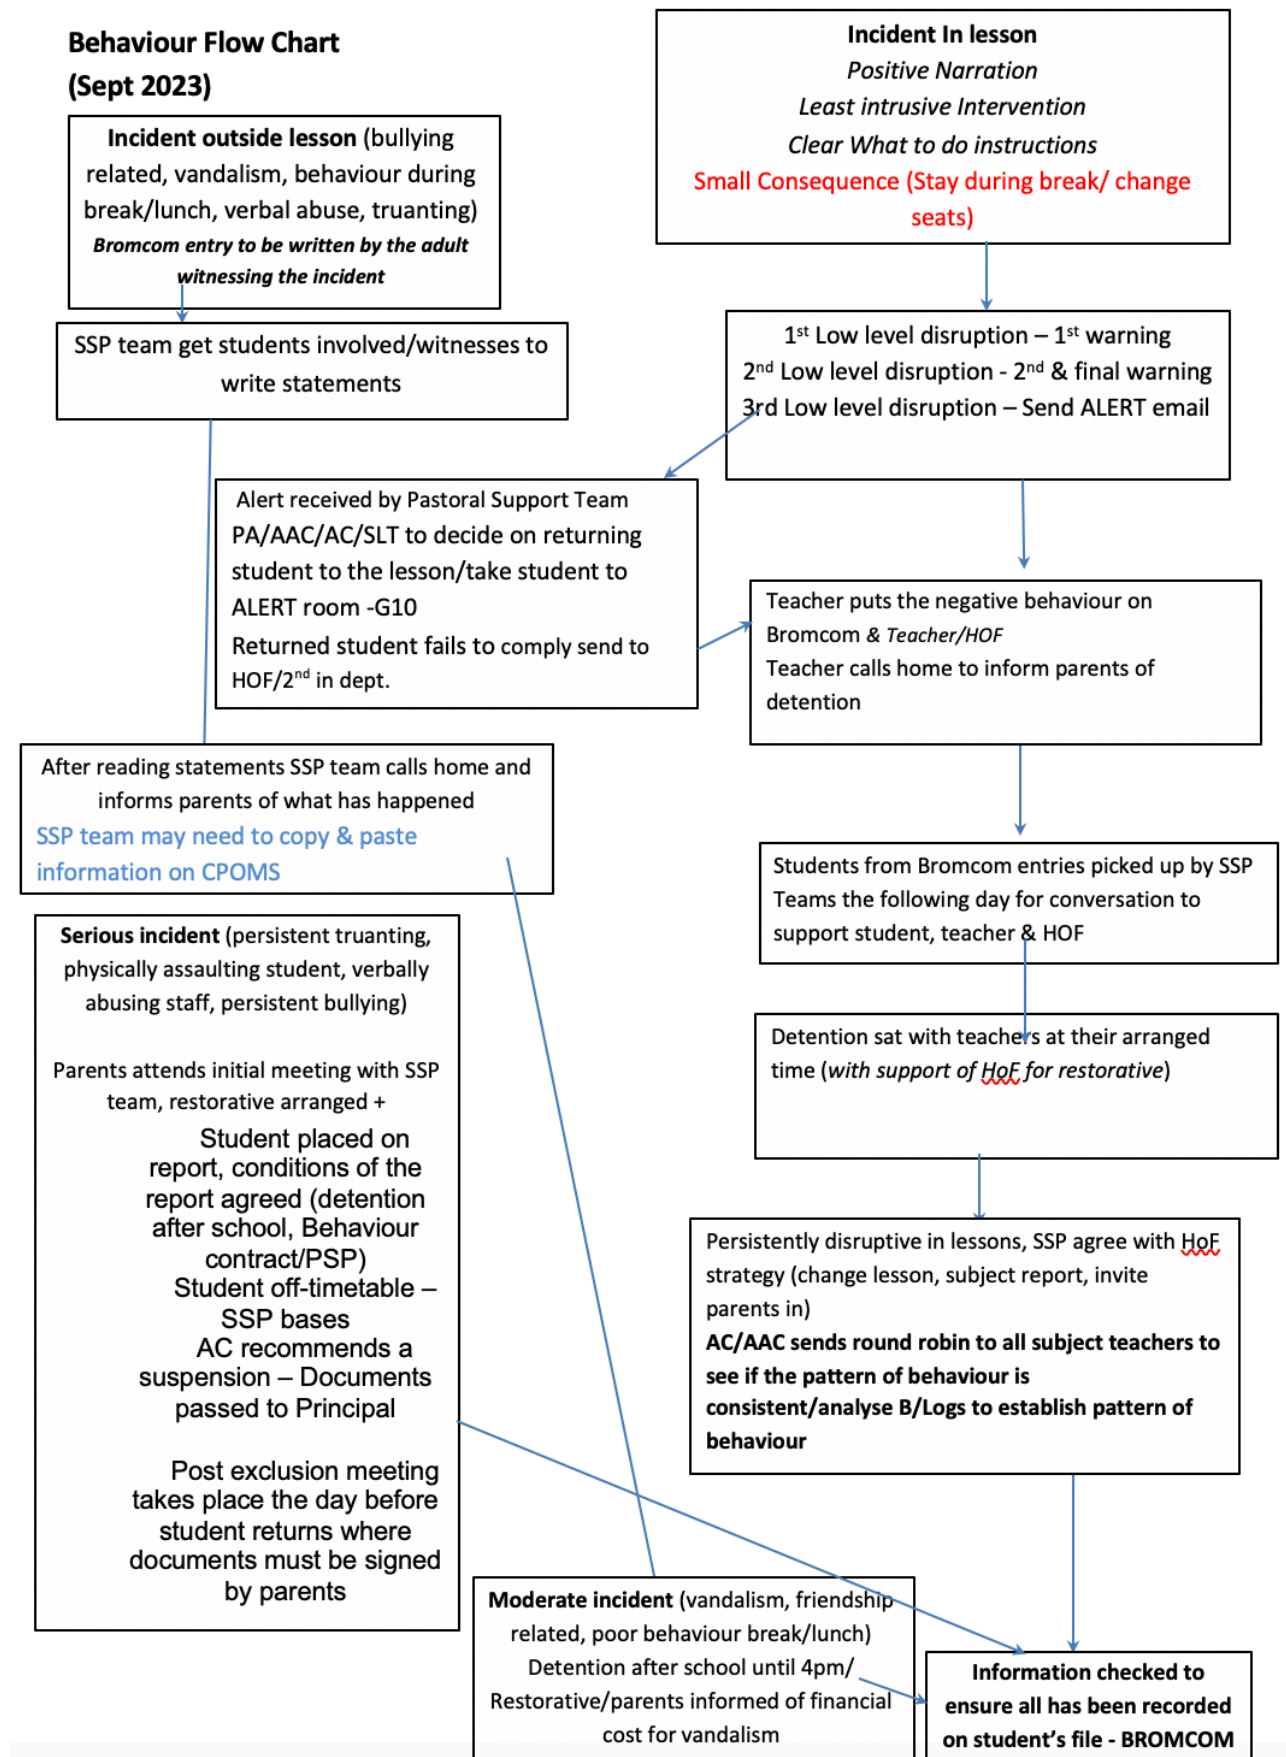 Behaviour Flow Chart
(Sept 2023)
Incident outside lesson (bullying
related, vandalism, behaviour during
break/lunch, verbal abuse, truanting)
Bromcom entry to be written by the adult
witnessing the incident
SSP team get students involved/witnesses to
write statements
Incident In lesson
Positive Narration
Least intrusive Intervention
Clear What to do instructions
Small Consequence (Stay during break/ change
seats)
1st Low level disruption – 1st warning
2nd Low level disruption - 2nd & final warning
3rd Low level disruption – Send ALERT email
Alert received by Pastoral Support Team
PA/AAC/AC/SLT to decide on returning
student to the lesson/take student to
ALERT room -G10
Returned student fails to comply send to
HOF/2nd in dept.
Teacher puts the negative behaviour on
Bromcom & Teacher/HOF
Teacher calls home to inform parents of
detention
After reading statements SSP team calls home and
informs parents of what has happened
SSP team may need to copy & paste
information on CPOMS
Students from Bromcom entries picked up by SSP
Teams the following day for conversation to
support student, teacher & HOF
Serious incident (persistent truanting,
physically assaulting student, verbally
abusing staff, persistent bullying)
Parents attends initial meeting with SSP
team, restorative arranged +
Student placed on
report, conditions of the
report agreed (detention
after school, Behaviour
contract/PSP)
Student off-timetable –
SSP bases
AC recommends a
suspension – Documents
passed to Principal
Post exclusion meeting
takes place the day before
student returns where
documents must be signed
by parents
Detention sat with teachers at their arranged
time (with support of HoF for restorative)
Persistently disruptive in lessons, SSP agree with HoF
strategy (change lesson, subject report, invite
parents in)
AC/AAC sends round robin to all subject teachers to
see if the pattern of behaviour is
consistent/analyse B/Logs to establish pattern of
behaviour
Moderate incident (vandalism, friendship
related, poor behaviour break/lunch)
Detention after school until 4pm/
Restorative/parents informed of financial
cost for vandalism
Information checked to
ensure all has been recorded
on student’s file - BROMCOM